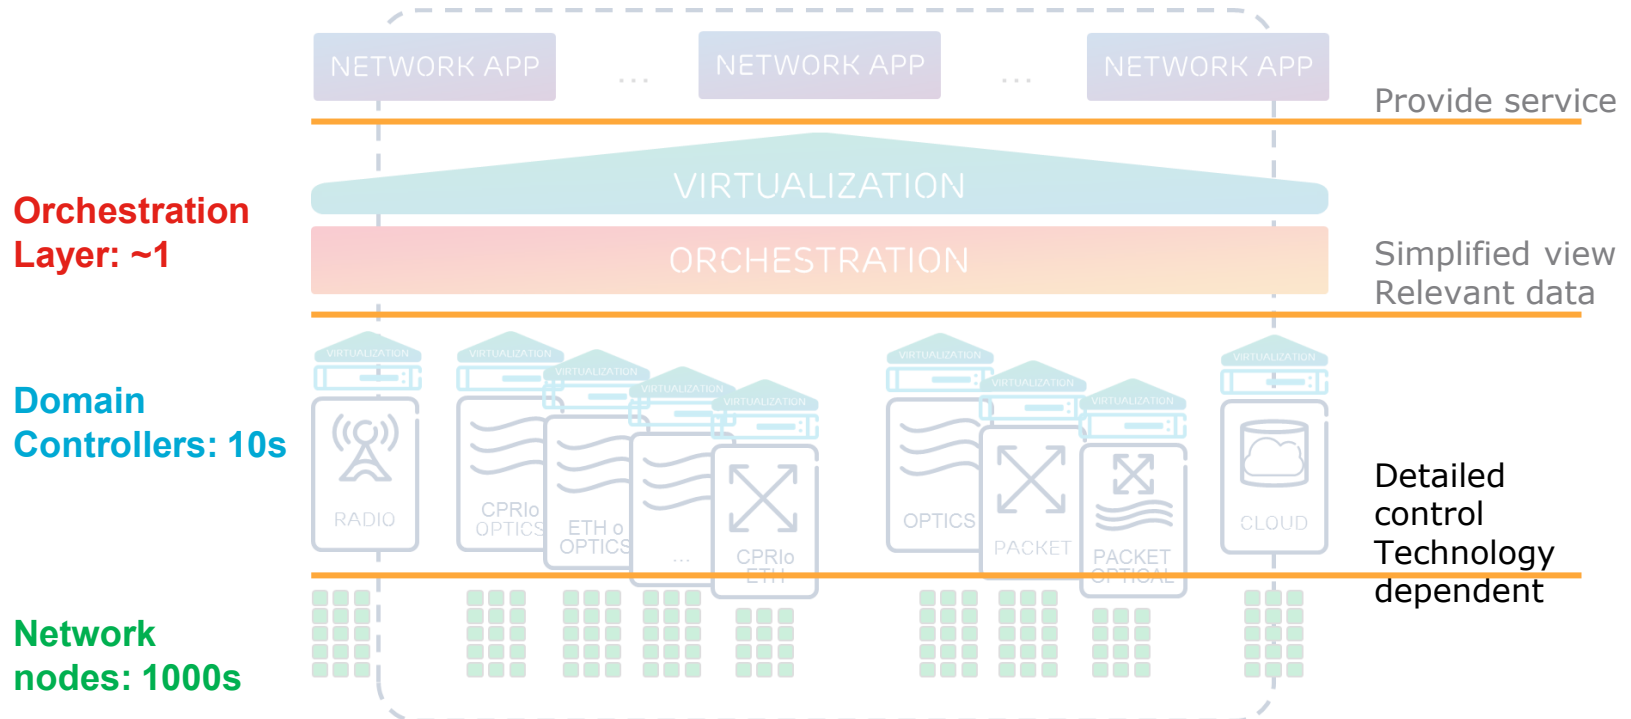 NETWORK APP
...
NETWORK APP
...
NETWORK APP
Provide service
VIRTUALIZATION
Orchestration
Layer: ~1
ORCHESTRATION
Simplified view
Relevant data
VIRTUALIZATION
VIRTUALIZATION
VIRTUALIZATION
VIRTUALIZATION
VIRTUALIZATION
VIRTUALIZATION
VIRTUALIZATION
VIRTUALIZATION
VIRTUALIZATION
Domain
Controllers: 10s
RADIO
CPRIo
OPTICS
ETH o
OPTICS
...
CPRIo
ETH
OPTICS
PACKET
PACKET
OPTICAL
CLOUD
Detailed
control
Technology
dependent
Network
nodes: 1000s